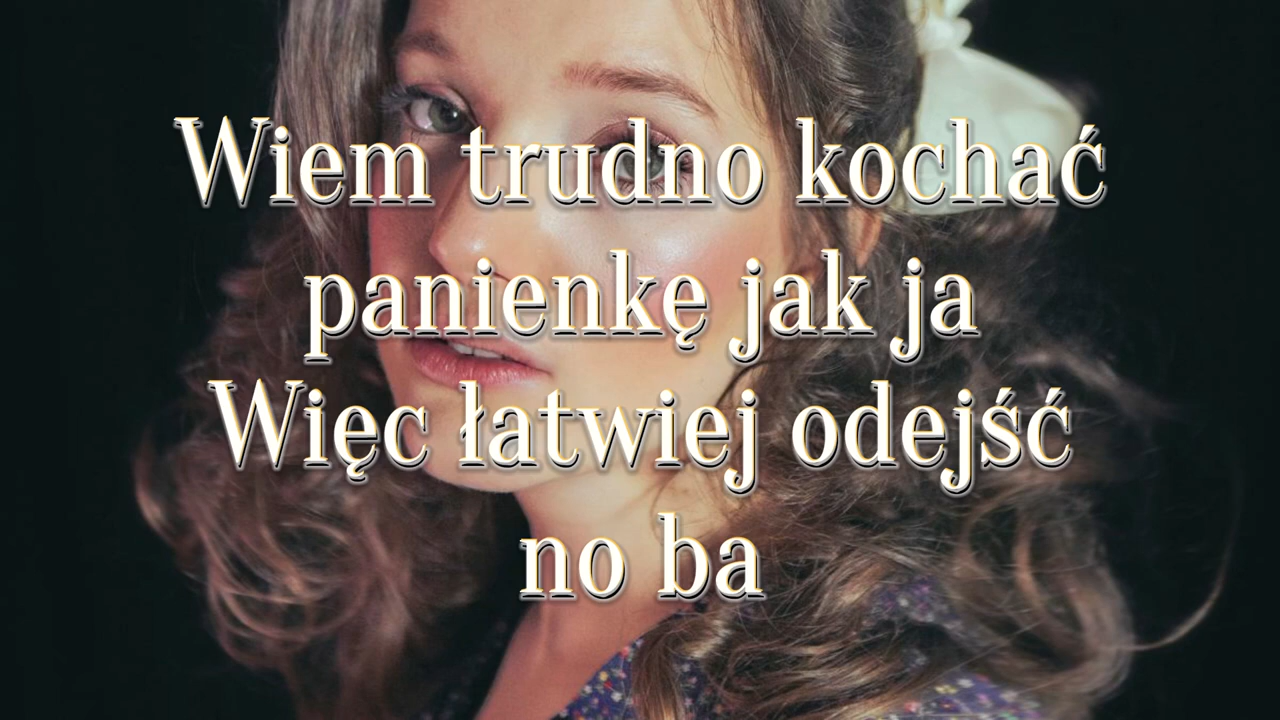 Wiem trudno kochać
panienkę jak ja
Więc łatwiej odejść
no ba